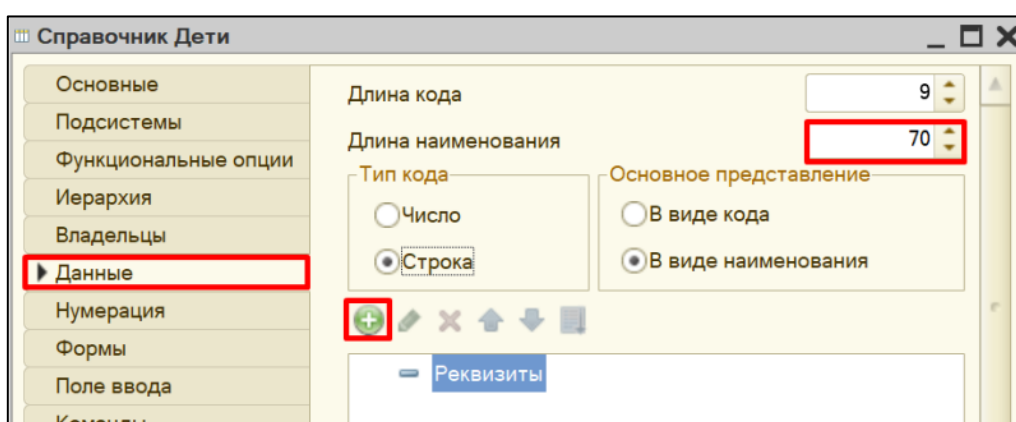 Справочник Дети
Основные
Подсистемы
Функциональные опции
Иерархия
Владельцы
Данные
Нумерация
Формы
Поле ввода
Команды
Длина кода
9
Длина наименования
70
Тип кода
Число
Строка
Основное представление
В виде кода
В виде наименования
Реквизиты